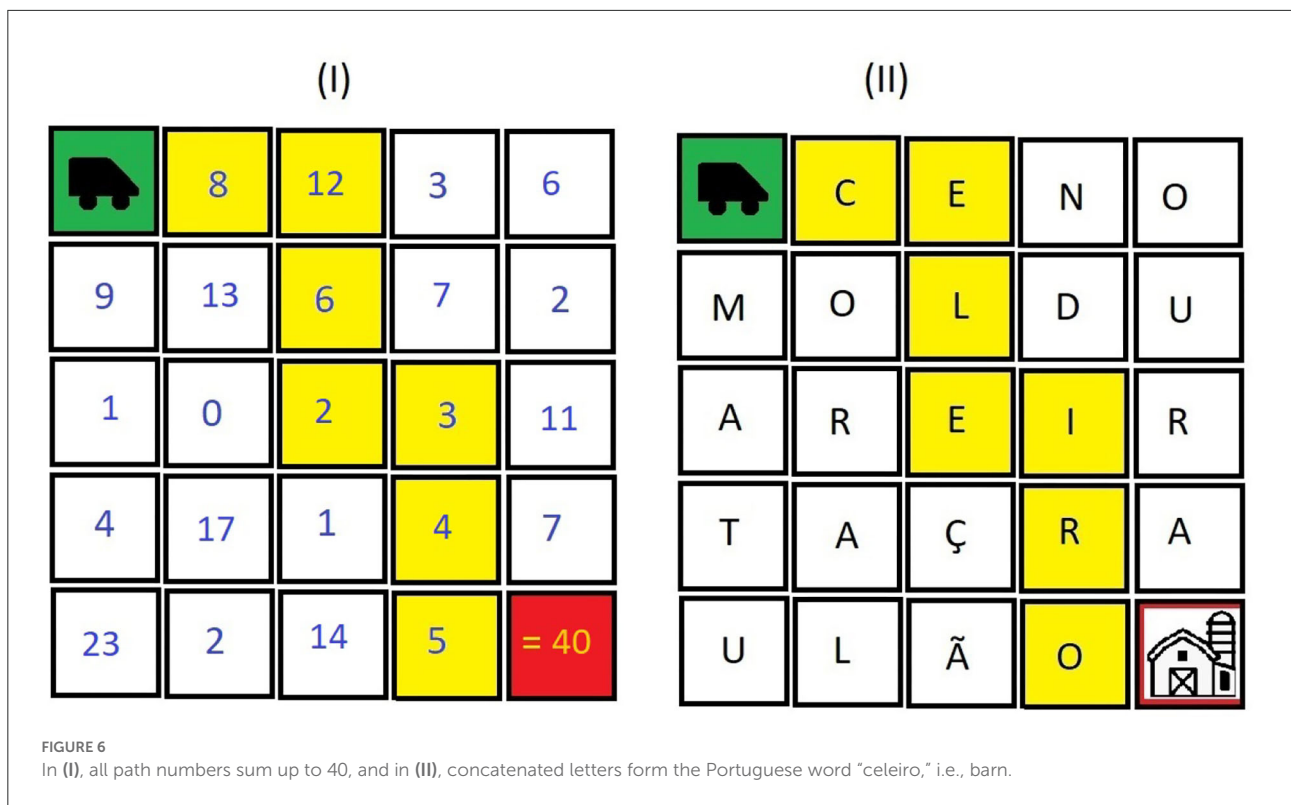 (I) (II)
8 12 3 6
9 13 6 7 2
1 0 2 3 11
4 17 1 4 7
23 2 14 5 = 40
C E N O
M O L D U
A R E I R
T A Ç R A
U L Ã O
FIGURE 6
In (I), all path numbers sum up to 40, and in (II), concatenated letters form the Portuguese word “celeiro,” i.e., barn.